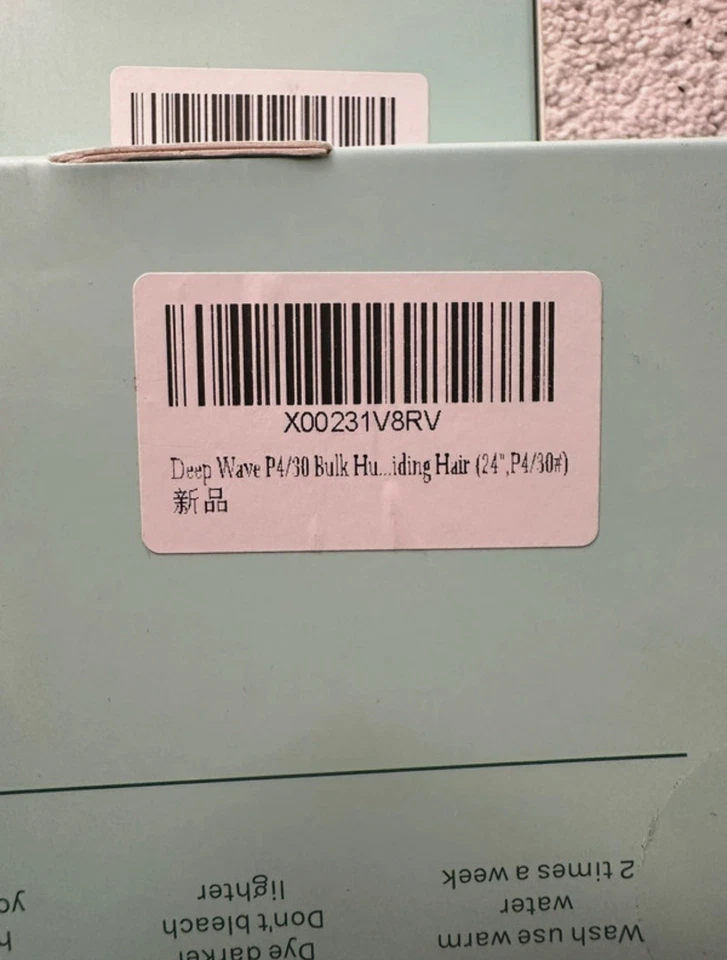 X00231V8RV
Deep Wave P4/30 Bulk Hu...iding Hair (24",P4/30#)
新品
Wash use warm
water
2 times a week
Dye darker
Don't bleach
lighter